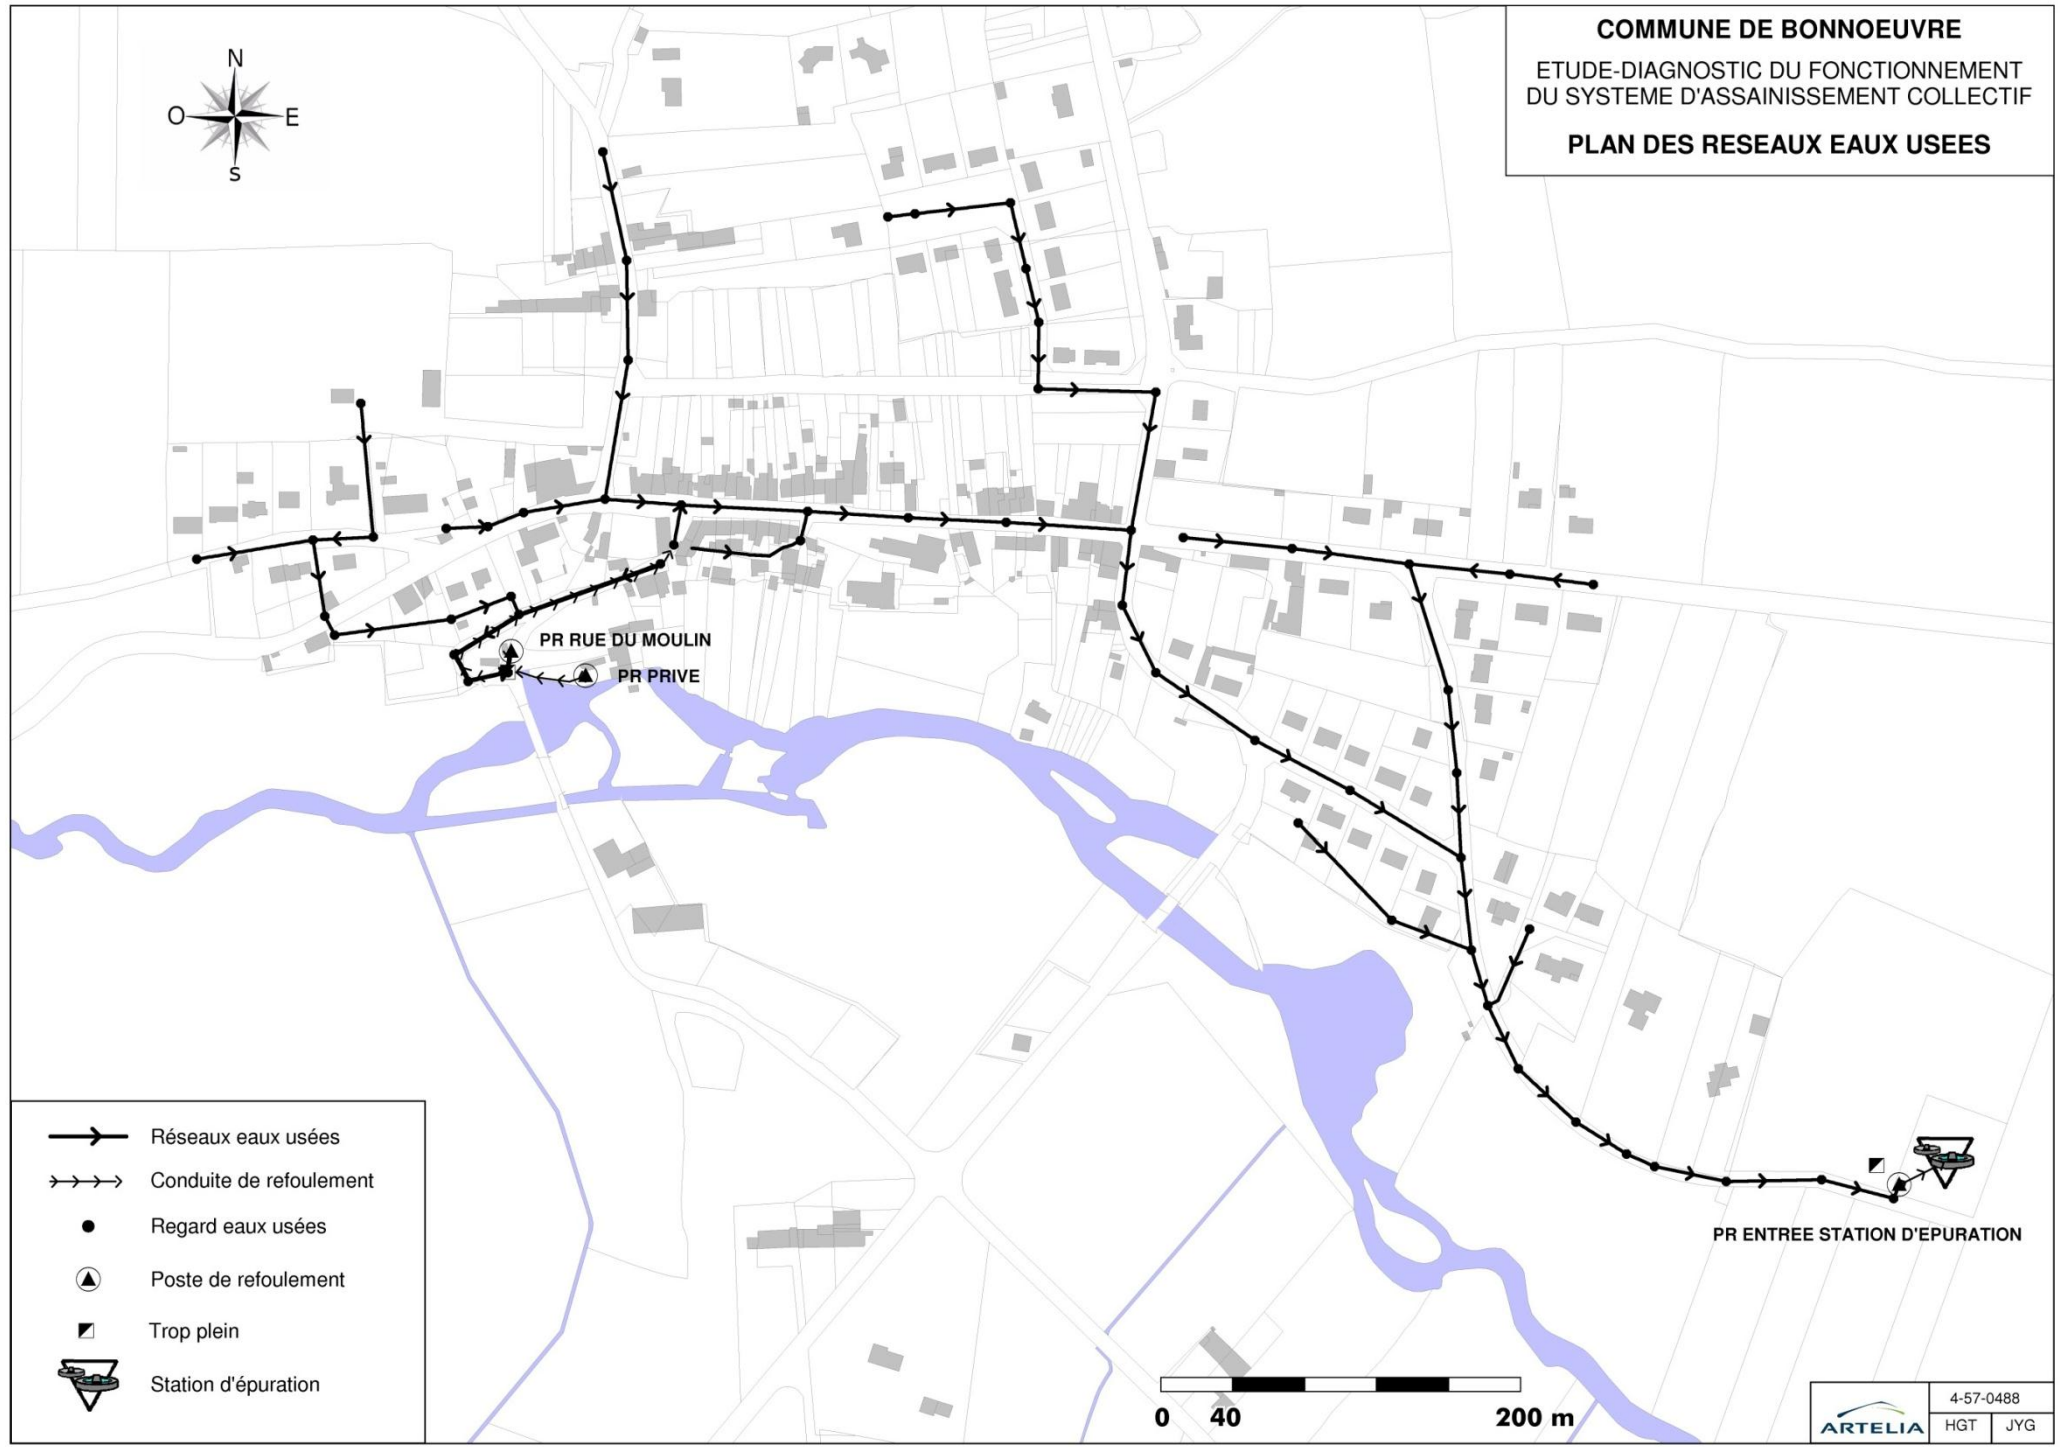 COMMUNE DE BONNOEUVRE
ETUDE-DIAGNOSTIC DU FONCTIONNEMENT
DU SYSTEME D'ASSAINISSEMENT COLLECTIF
PLAN DES RESEAUX EAUX USEES
N
O
E
S
PR RUE DU MOULIN
PR PRIVE
PR ENTREE STATION D'EPURATION
Réseaux eaux usées
Conduite de refoulement
Regard eaux usées
Poste de refoulement
Trop plein
Station d'épuration
0 40 200 m
ARTELIA
4-57-0488
HGT JYG